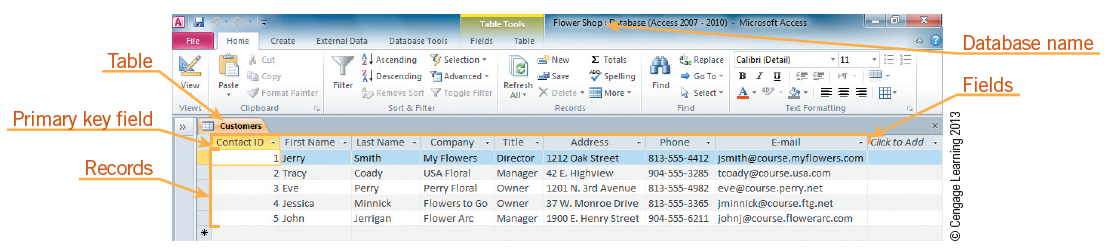 Table Tools
Flower Shop : Database (Access 2007 - 2010) - Microsoft Access
File Home Create External Data Database Tools Fields Table
Database name
Table
Primary key field
Records
Fields
View
Views
Paste
Cut
Copy
Format Painter
Clipboard
Filter
Ascending
Descending
Remove Sort
Selection
Advanced
Toggle Filter
Sort & Filter
Refresh
All
New
Save
Delete
Totals
Spelling
More
Records
Find
Replace
Go To
Select
Find
Calibri (Detail) 11
B I U
A
Text Formatting
Customers
Contact ID First Name Last Name Company Title Address Phone E-mail Click to Add
1 Jerry Smith My Flowers Director 1212 Oak Street 813-555-4412 jsmith@course.myflowers.com
2 Tracy Coady USA Floral Manager 42 E. Highview 904-555-3285 tcoady@course.usa.com
3 Eve Perry Perry Floral Owner 1201 N. 3rd Avenue 813-555-4982 eve@course.perry.net
4 Jessica Minnick Flowers to Go Owner 37 W. Monroe Drive 813-555-3365 jminnick@course.ftg.net
5 John Jerrigan Flower Arc Manager 1900 E. Henry Street 904-555-6211 johnj@course.flowerarc.com
© Cengage Learning 2013